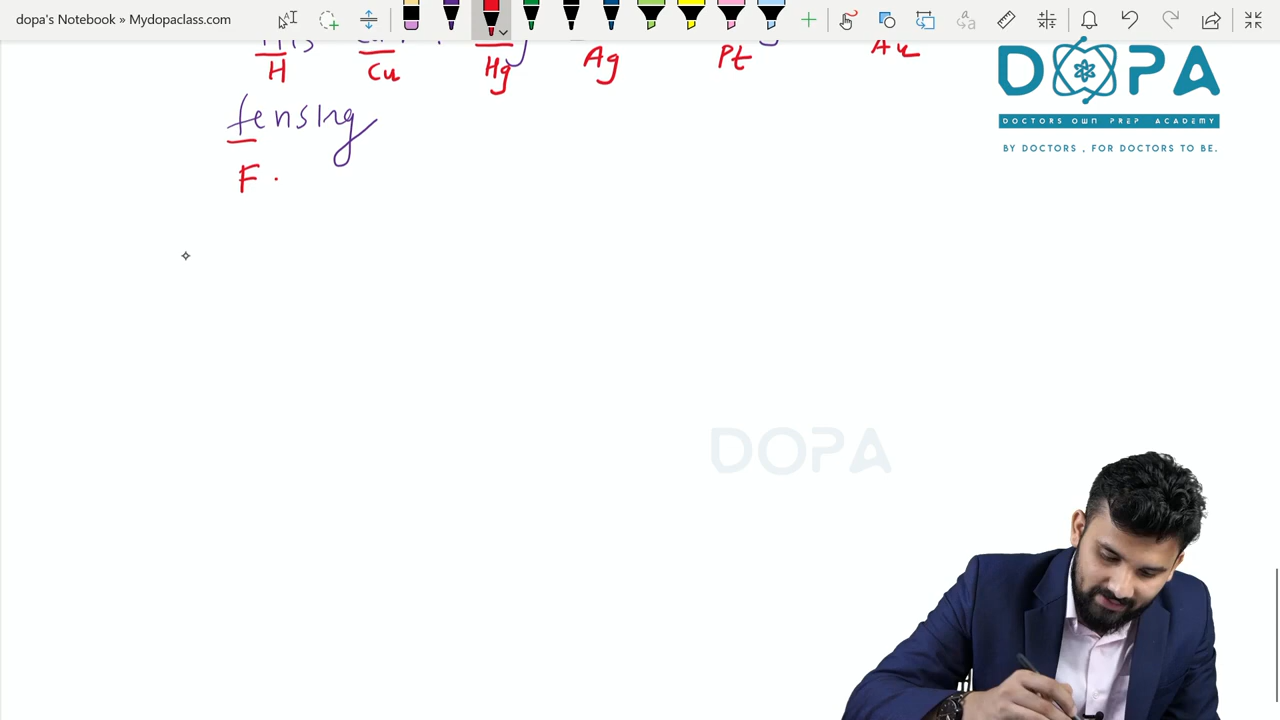 dopa's Notebook » Mydopaclass.com
His
H Cu Hg Ag Pt Au
fensing
F.
DOPA
DOCTORS OWN PREP ACADEMY
BY DOCTORS , FOR DOCTORS TO BE.
DOPA